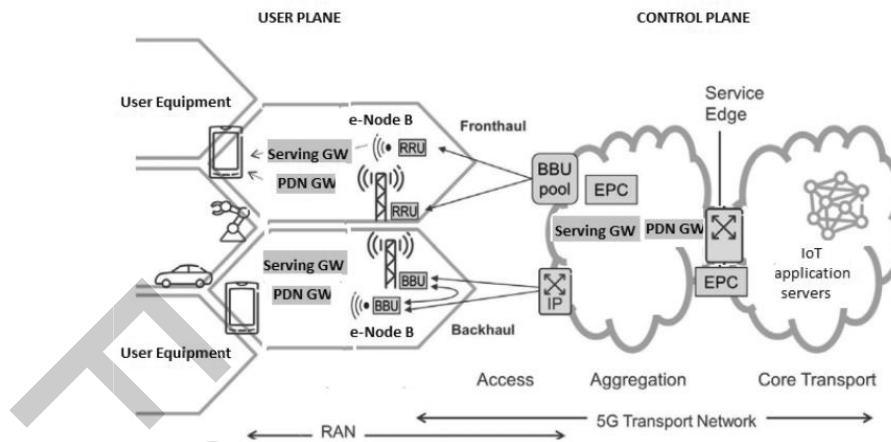 USER PLANE
CONTROL PLANE
User Equipment
e-Node B
Serving GW
RRU
PDN GW
RRU
Fronthaul
BBU
pool
EPC
Service
Edge
Serving GW
PDN GW
IoT
application
servers
EPC
Serving GW
PDN GW
BBU
BBU
e-Node B
IP
Backhaul
User Equipment
Access
Aggregation
Core Transport
5G Transport Network
RAN